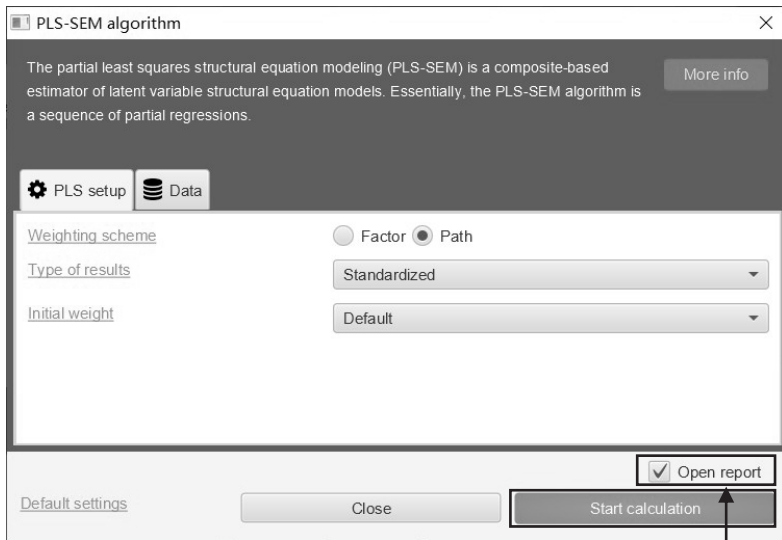 PLS-SEM algorithm
The partial least squares structural equation modeling (PLS-SEM) is a composite-based
estimator of latent variable structural equation models. Essentially, the PLS-SEM algorithm is
a sequence of partial regressions.
More info
PLS setup Data
Weighting scheme Factor Path
Type of results Standardized
Initial weight Default
Open report
Default settings Close Start calculation